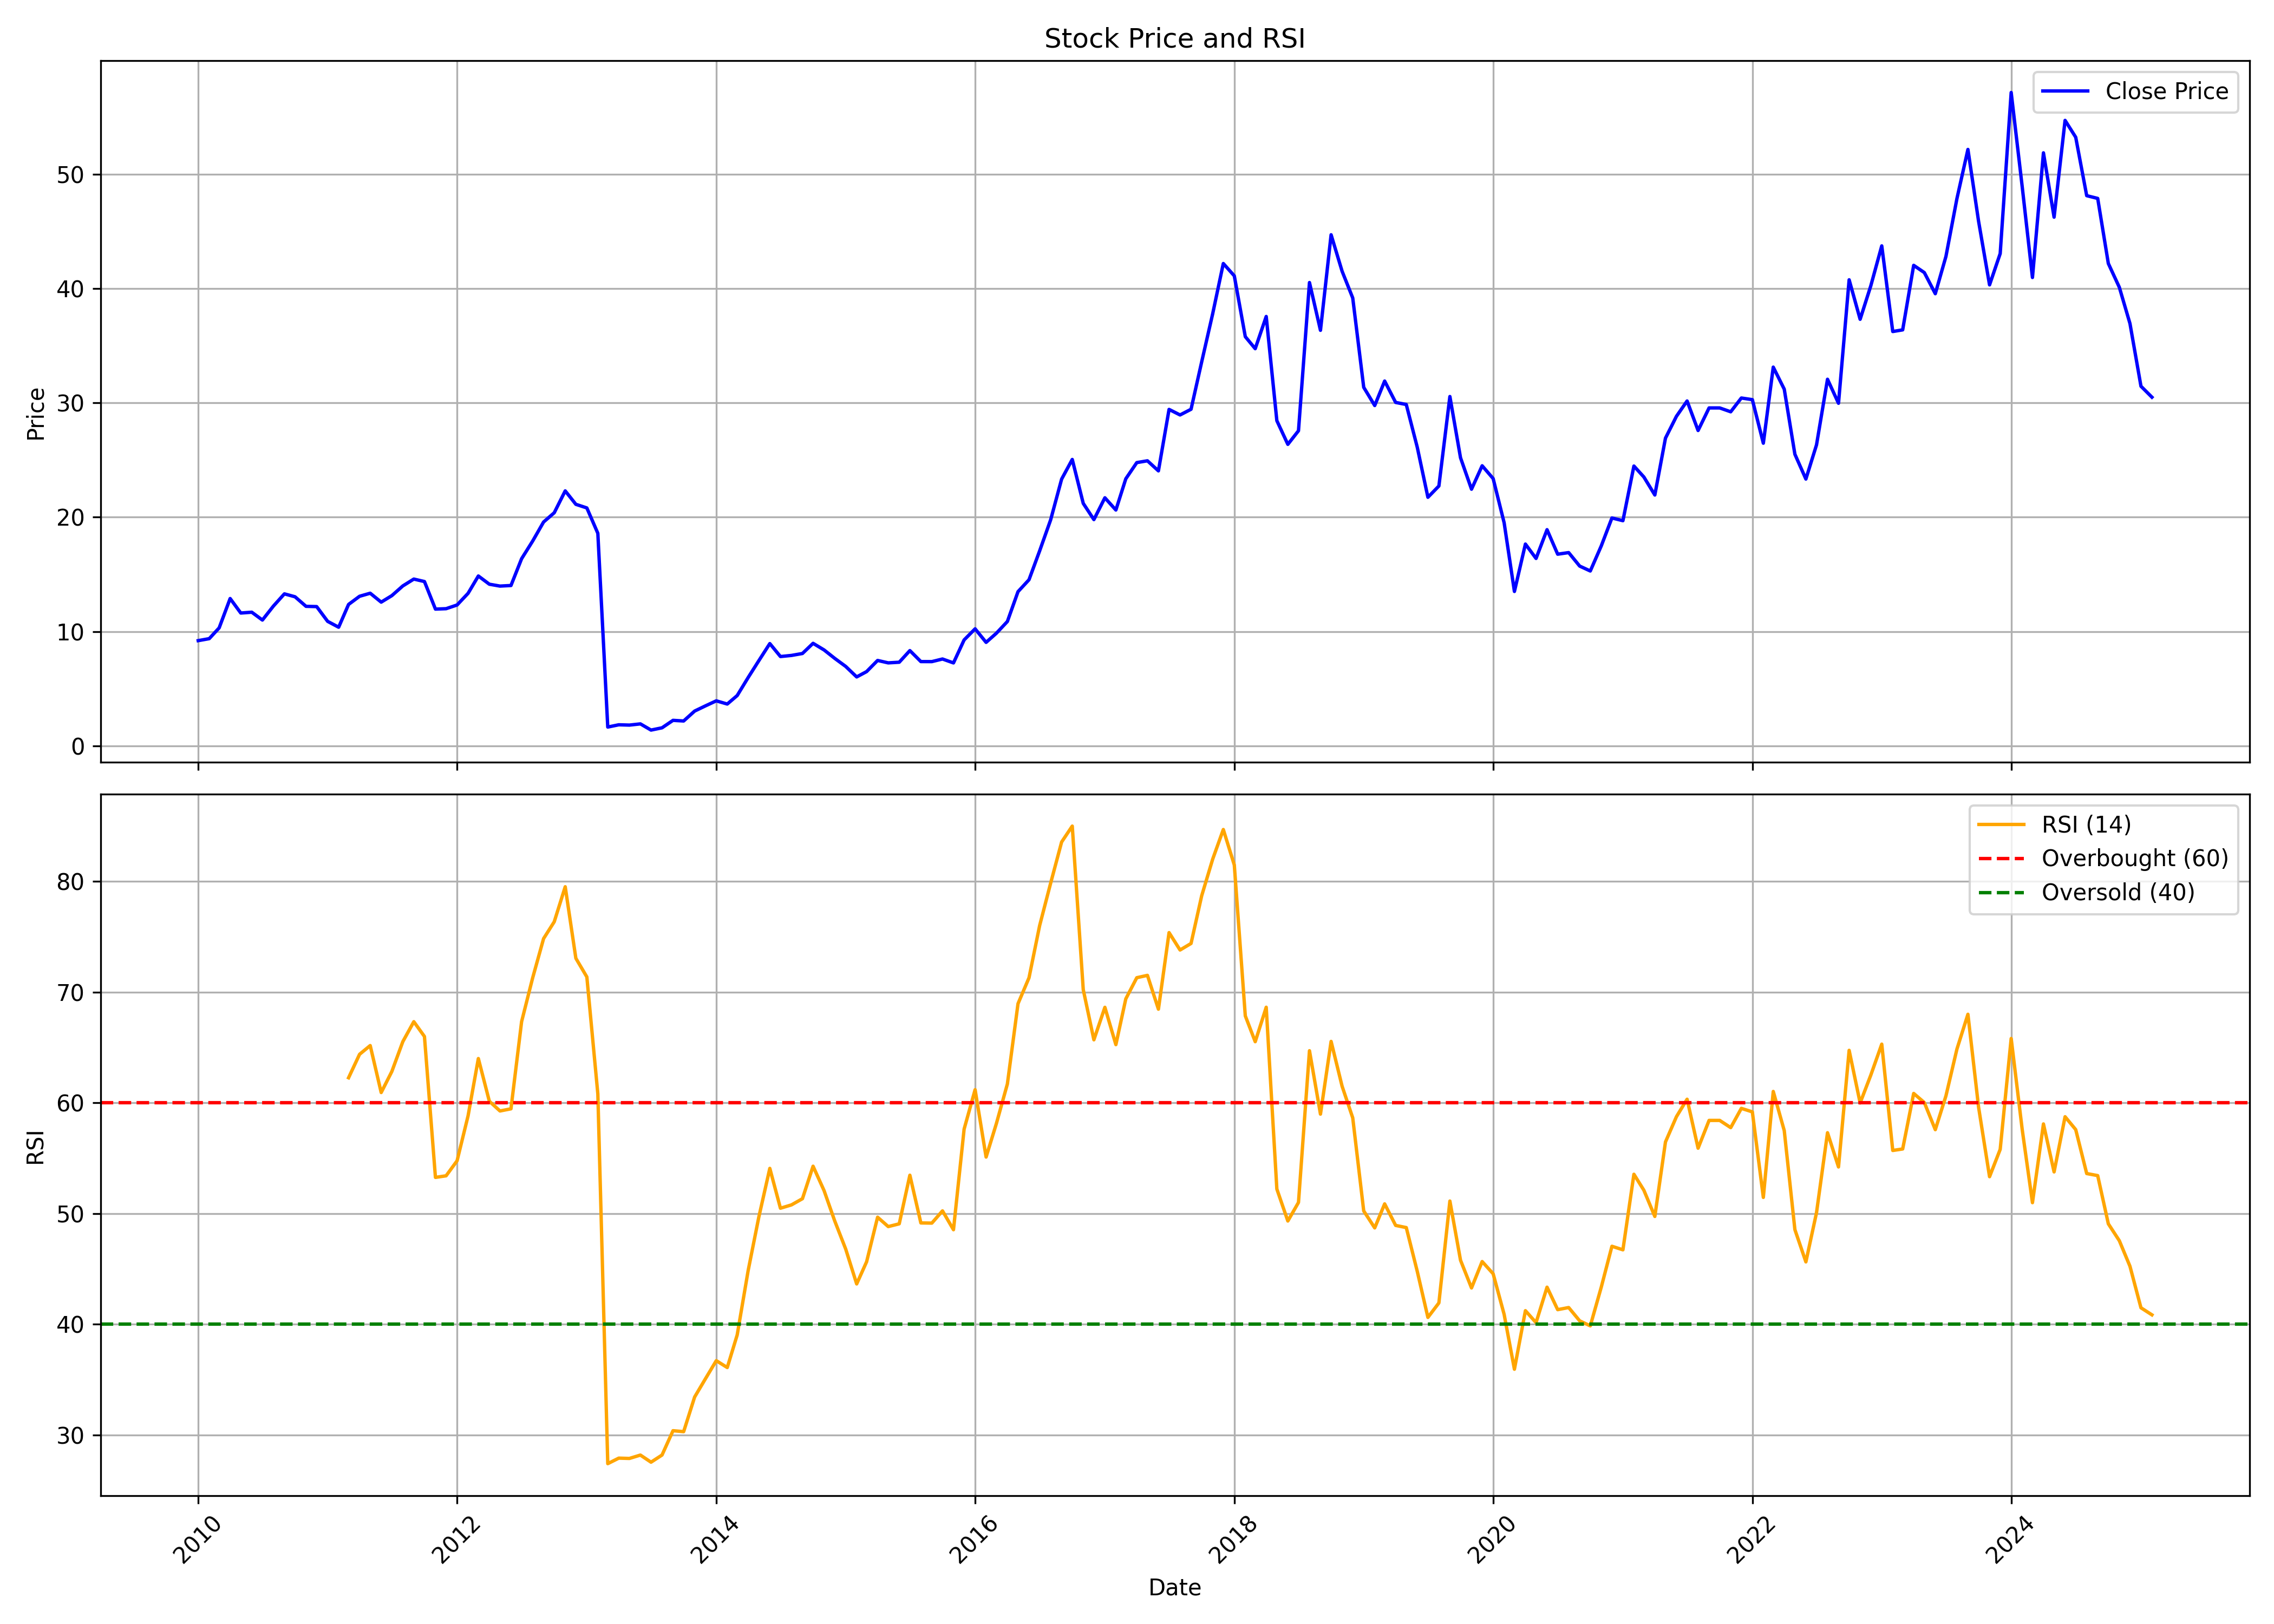 Stock Price and RSI
Close Price
Price
50
40
30
20
10
0
RSI (14)
Overbought (60)
Oversold (40)
RSI
80
70
60
50
40
30
2010
2012
2014
2016
2018
2020
2022
2024
Date